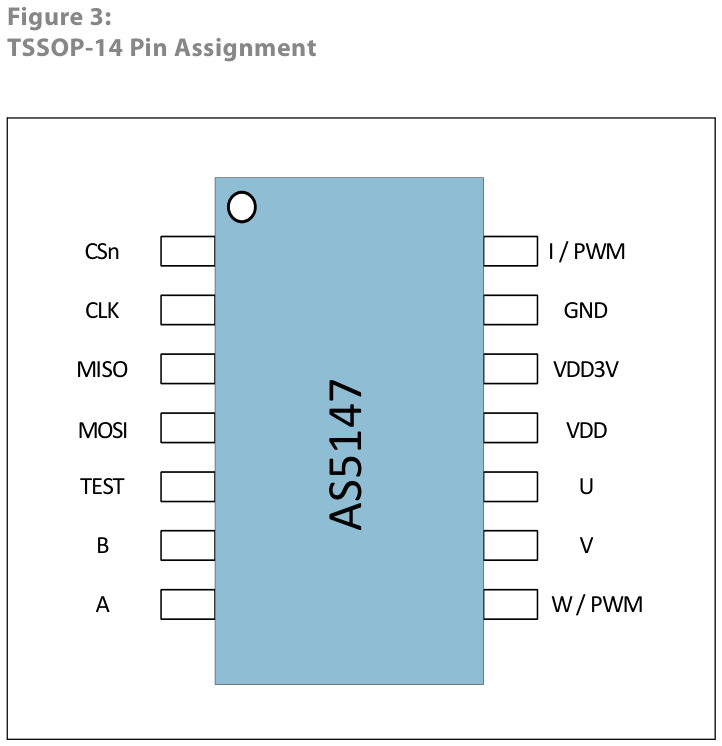 Figure 3:
TSSOP-14 Pin Assignment
CSn
I / PWM
CLK
GND
MISO
VDD3V
MOSI
VDD
TEST
U
B
V
A
W / PWM
AS5147